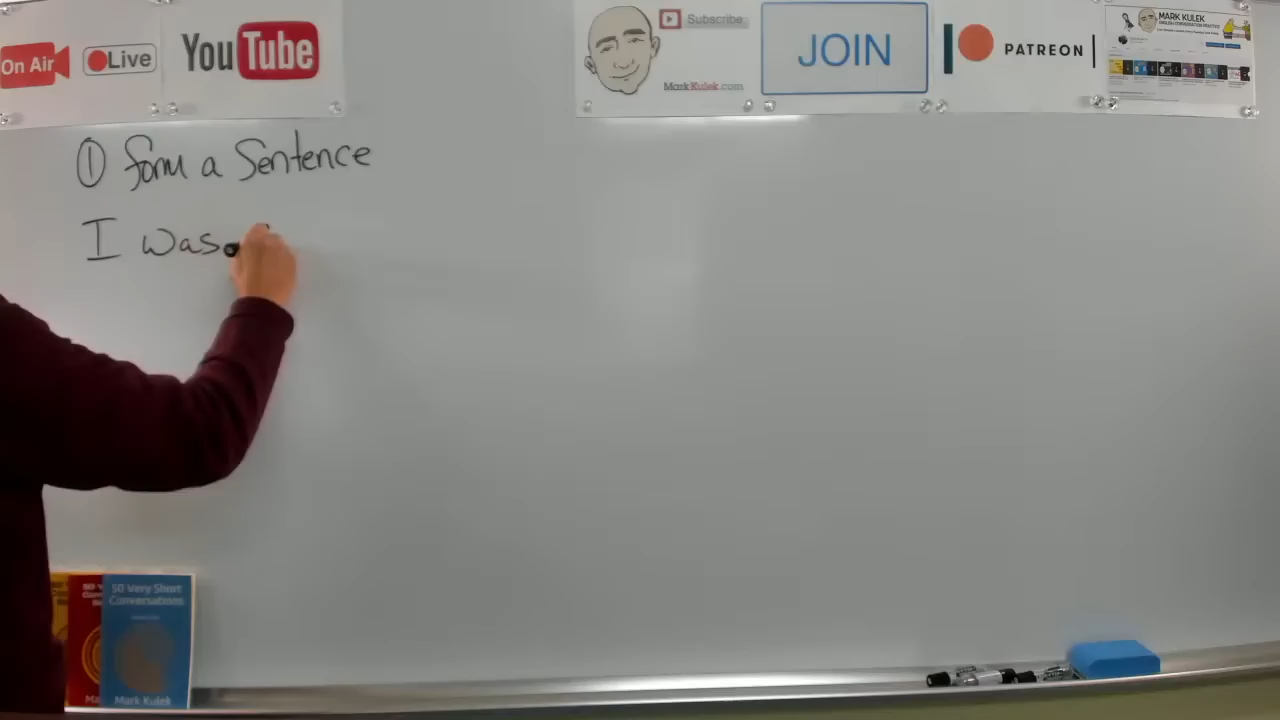 On Air
Live
YouTube
Subscribe
MarkKulek.com
JOIN
PATREON
MARK KULEK
① form a Sentence
I was
50 Very Short
Conversations
Mark Kulek